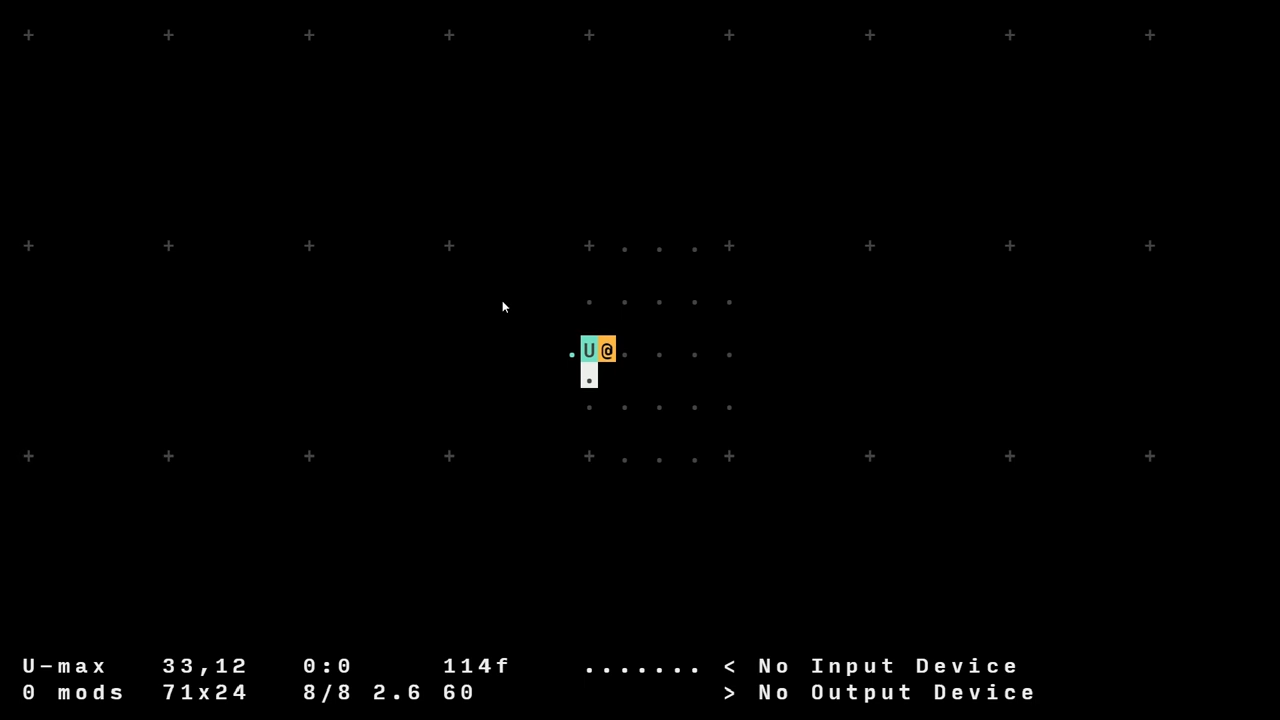 + + + + + + + + +
+ + + + + . . . + + + +
. . . . .
. U @ . . . .
.
. . . . .
+ + + + + . . . + + + +
U-max 33,12 0:0 114f ....... < No Input Device
0 mods 71x24 8/8 2.6 60 > No Output Device